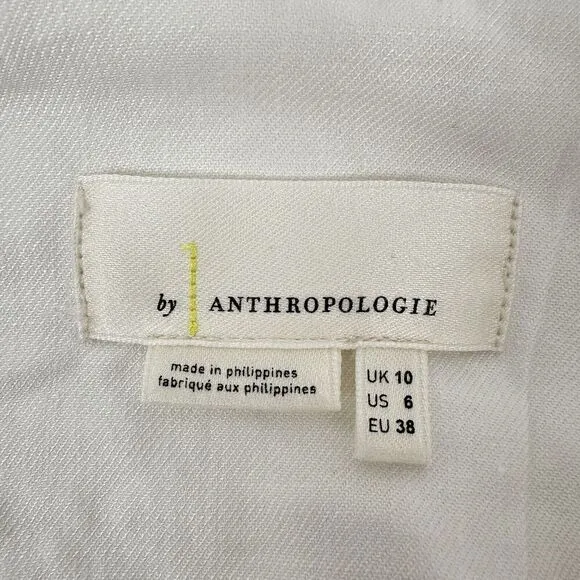 by ANTHROPOLOGIE
made in philippines
fabriqué aux philippines
UK 10
US 6
EU 38